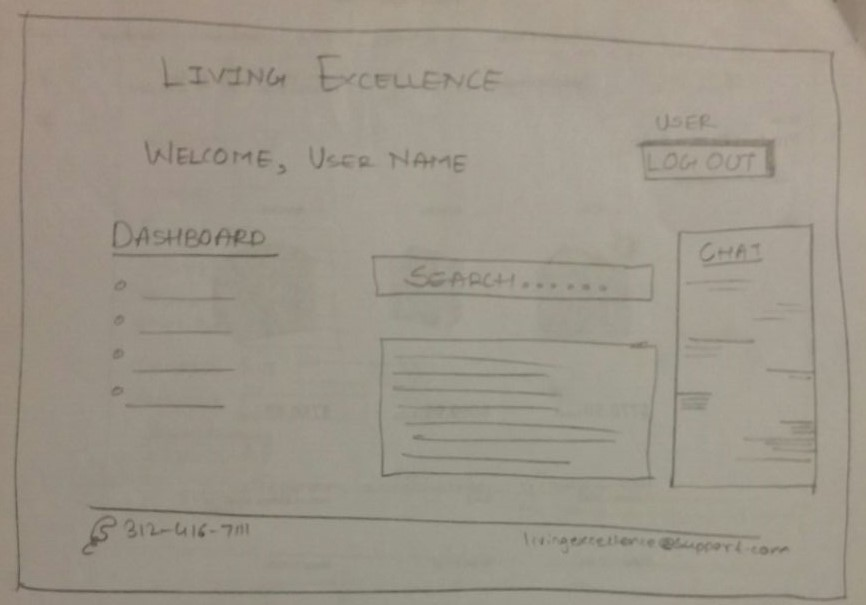 LIVING EXCELLENCE
USER
WELCOME, USER NAME
LOG OUT
DASHBOARD
SEARCH......
CHAT
312-416-7111
livingexcellence@support.com